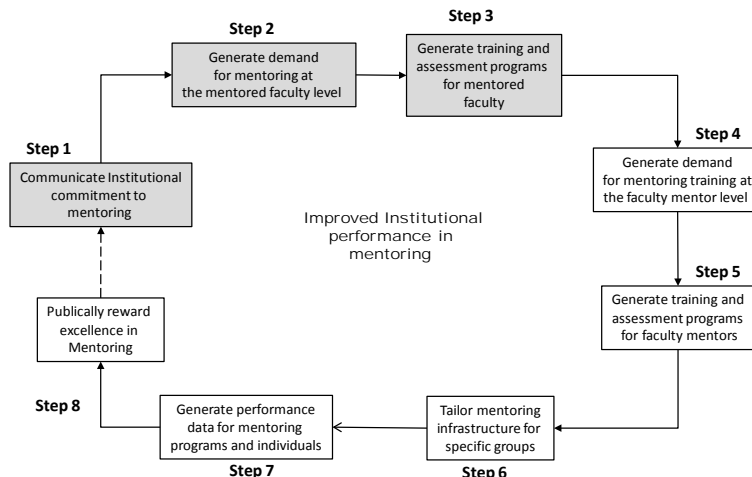 Step 2
Generate demand
for mentoring at
the mentored faculty level
Step 3
Generate training and
assessment programs
for mentored
faculty
Step 1
Communicate Institutional
commitment to
mentoring
Step 4
Generate demand
for mentoring training at
the faculty mentor level
Improved Institutional
performance in
mentoring
Step 5
Generate training and
assessment programs
for faculty mentors
Publically reward
excellence in
Mentoring
Step 8
Generate performance
data for mentoring
programs and individuals
Step 7
Tailor mentoring
infrastructure for
specific groups
Step 6